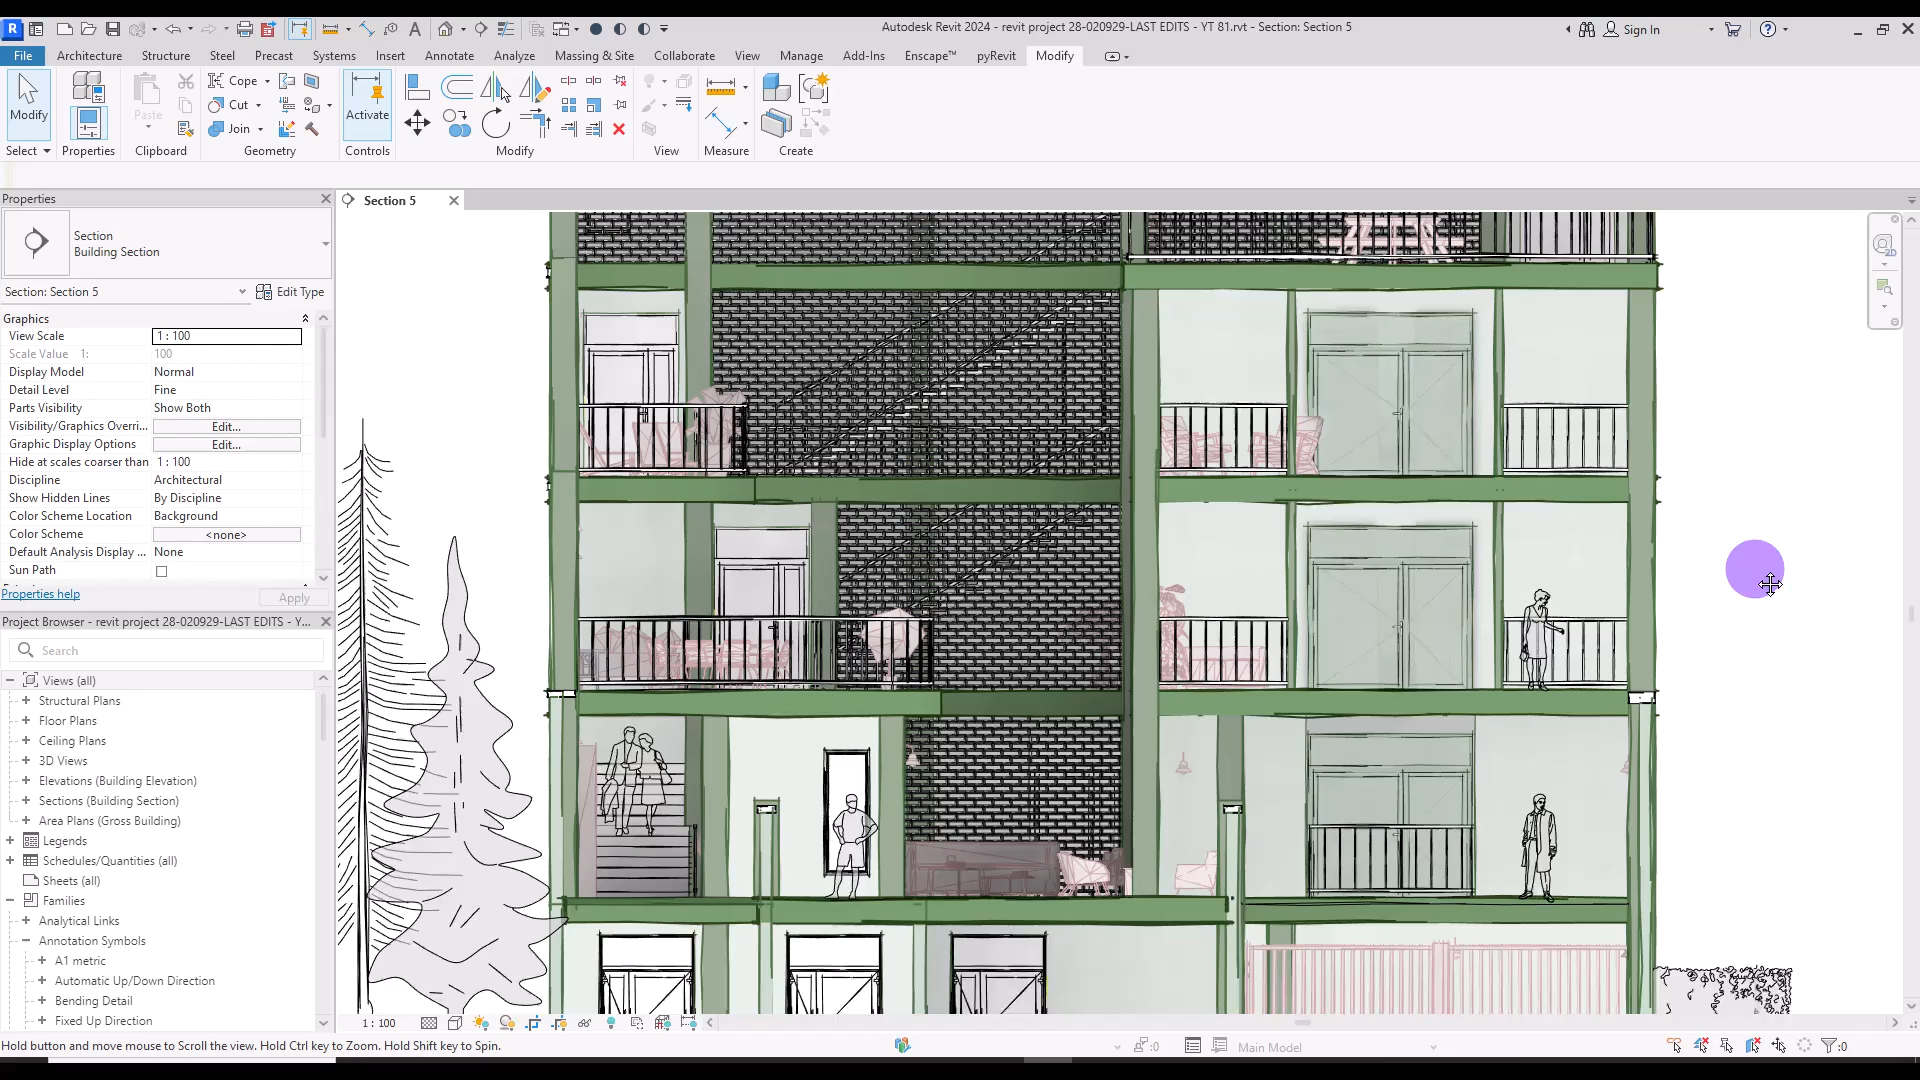 Autodesk Revit 2024 - revit project 28-020929-LAST EDITS - YT 81.rvt - Section: Section 5
Sign In
File Architecture Structure Steel Precast Systems Insert Annotate Analyze Massing & Site Collaborate View Manage Add-Ins Enscape™ pyRevit Modify
Modify
Paste
Cope
Cut
Join
Activate
Select Properties Clipboard Geometry Controls Modify View Measure Create
Properties
Section 5
Section
Building Section
Section: Section 5
Edit Type
Graphics
View Scale 1 : 100
Scale Value 1: 100
Display Model Normal
Detail Level Fine
Parts Visibility Show Both
Visibility/Graphics Overri... Edit...
Graphic Display Options Edit...
Hide at scales coarser than 1 : 100
Discipline Architectural
Show Hidden Lines By Discipline
Color Scheme Location Background
Color Scheme <none>
Default Analysis Display ... None
Sun Path
Properties help
Apply
Project Browser - revit project 28-020929-LAST EDITS - Y...
Search
Views (all)
Structural Plans
Floor Plans
Ceiling Plans
3D Views
Elevations (Building Elevation)
Sections (Building Section)
Area Plans (Gross Building)
Legends
Schedules/Quantities (all)
Sheets (all)
Families
Analytical Links
Annotation Symbols
A1 metric
Automatic Up/Down Direction
Bending Detail
Fixed Up Direction
1 : 100
Hold button and move mouse to Scroll the view. Hold Ctrl key to Zoom. Hold Shift key to Spin.
:0
Main Model
:0